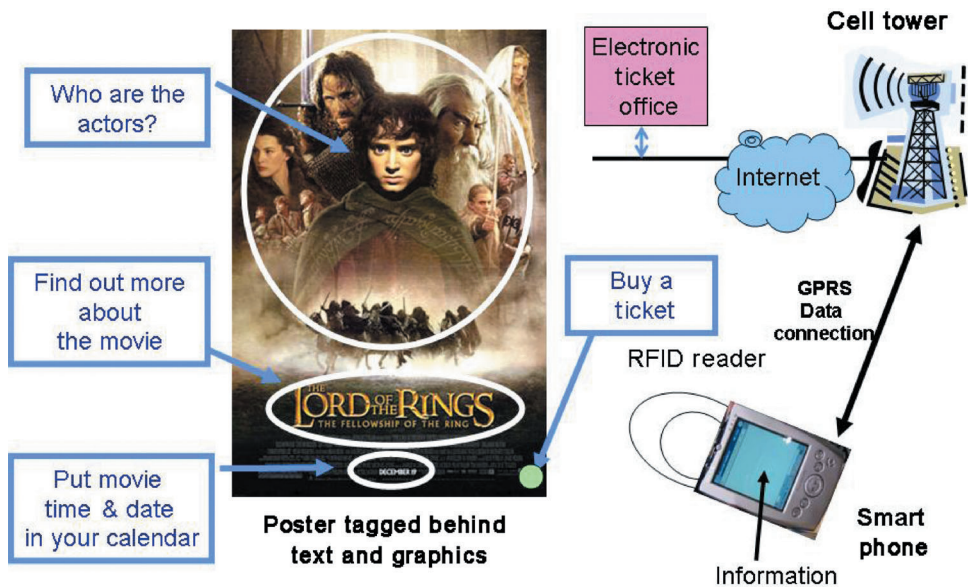 Who are the
actors?
Find out more
about
the movie
Put movie
time & date
in your calendar
THE
LORD OF
THE RINGS
THE FELLOWSHIP OF THE RING
DECEMBER 19
Poster tagged behind
text and graphics
Buy a
ticket
Electronic
ticket
office
Internet
Cell tower
GPRS
Data
connection
RFID reader
Smart
phone
Information